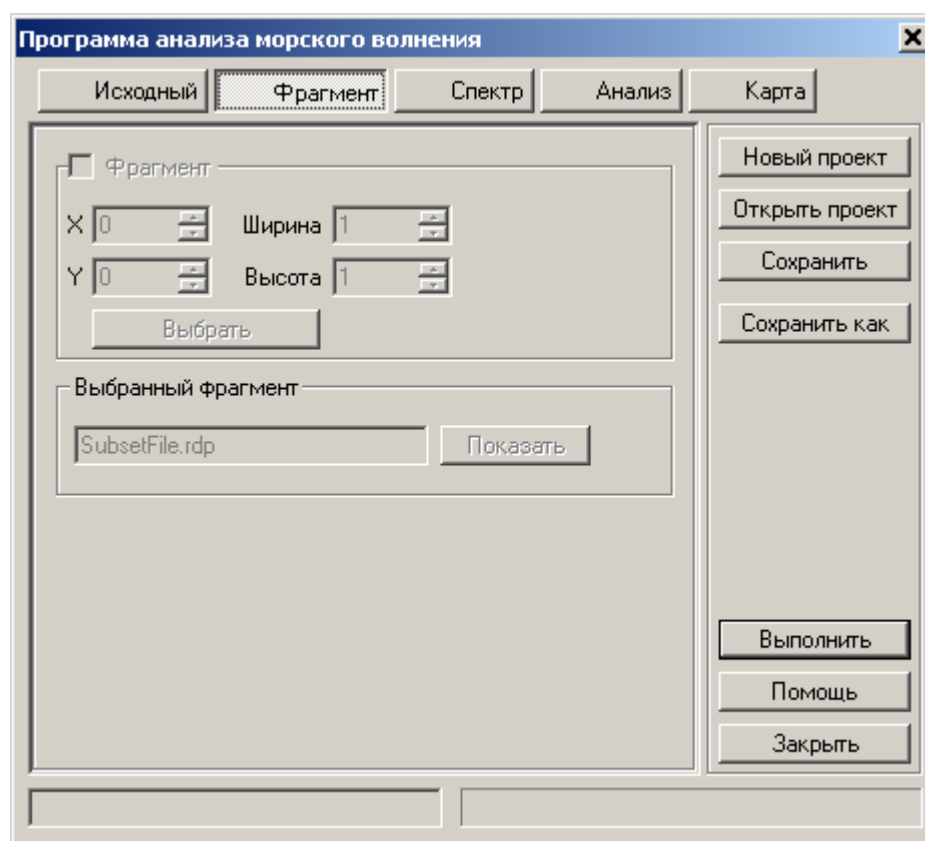 Программа анализа морского волнения
Исходный Фрагмент Спектр Анализ Карта
Фрагмент
X 0 Ширина 1
Y 0 Высота 1
Выбрать
Выбранный фрагмент
SubsetFile.rdp Показать
Новый проект
Открыть проект
Сохранить
Сохранить как
Выполнить
Помощь
Закрыть